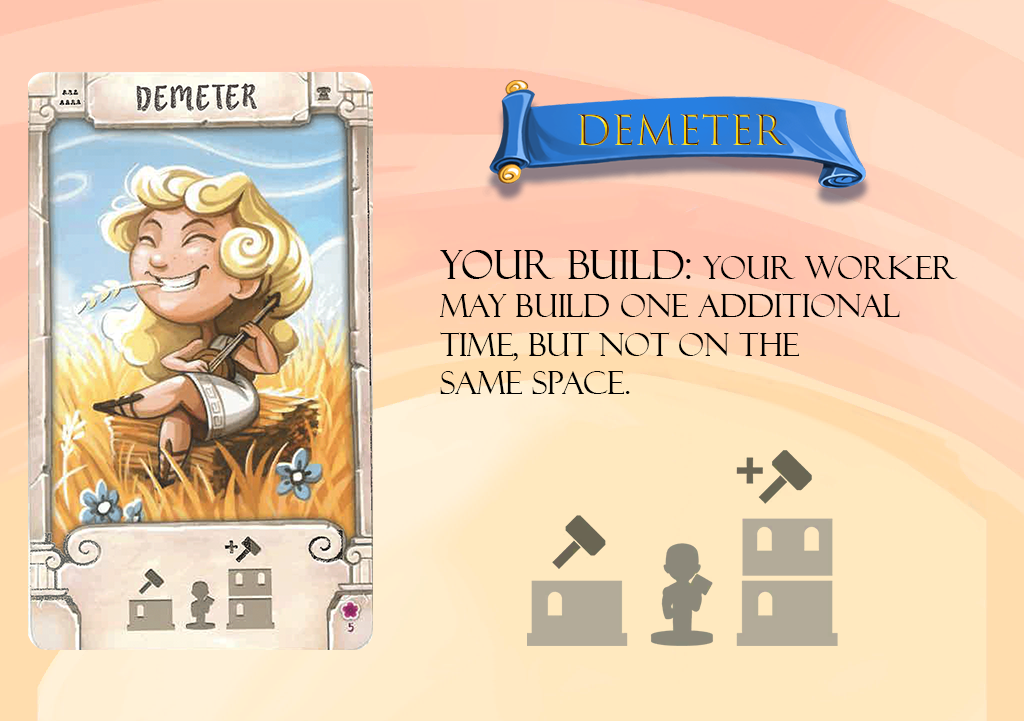 DEMETER
5
DEMETER
YOUR BUILD: YOUR WORKER
MAY BUILD ONE ADDITIONAL
TIME, BUT NOT ON THE
SAME SPACE.